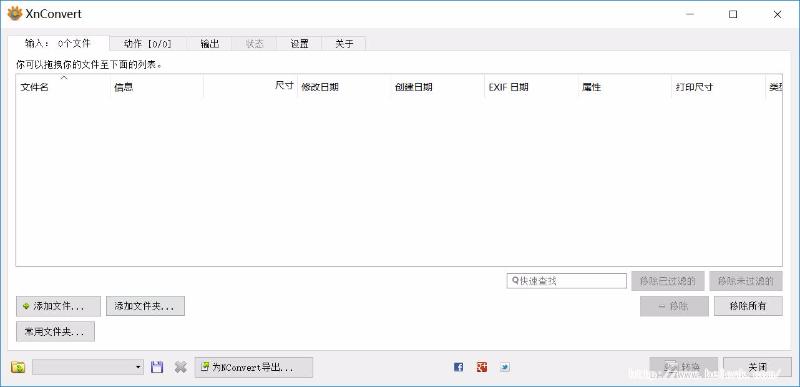 XnConvert
输入： 0个文件 动作 [0/0] 输出 状态 设置 关于
你可以拖拽你的文件至下面的列表。
文件名 信息 尺寸 修改日期 创建日期 EXIF 日期 属性 打印尺寸 类型
快速查找 移除已过滤的 移除未过滤的
添加文件... 添加文件夹... 移除 移除所有
常用文件夹...
为NConvert导出... 转换 关闭